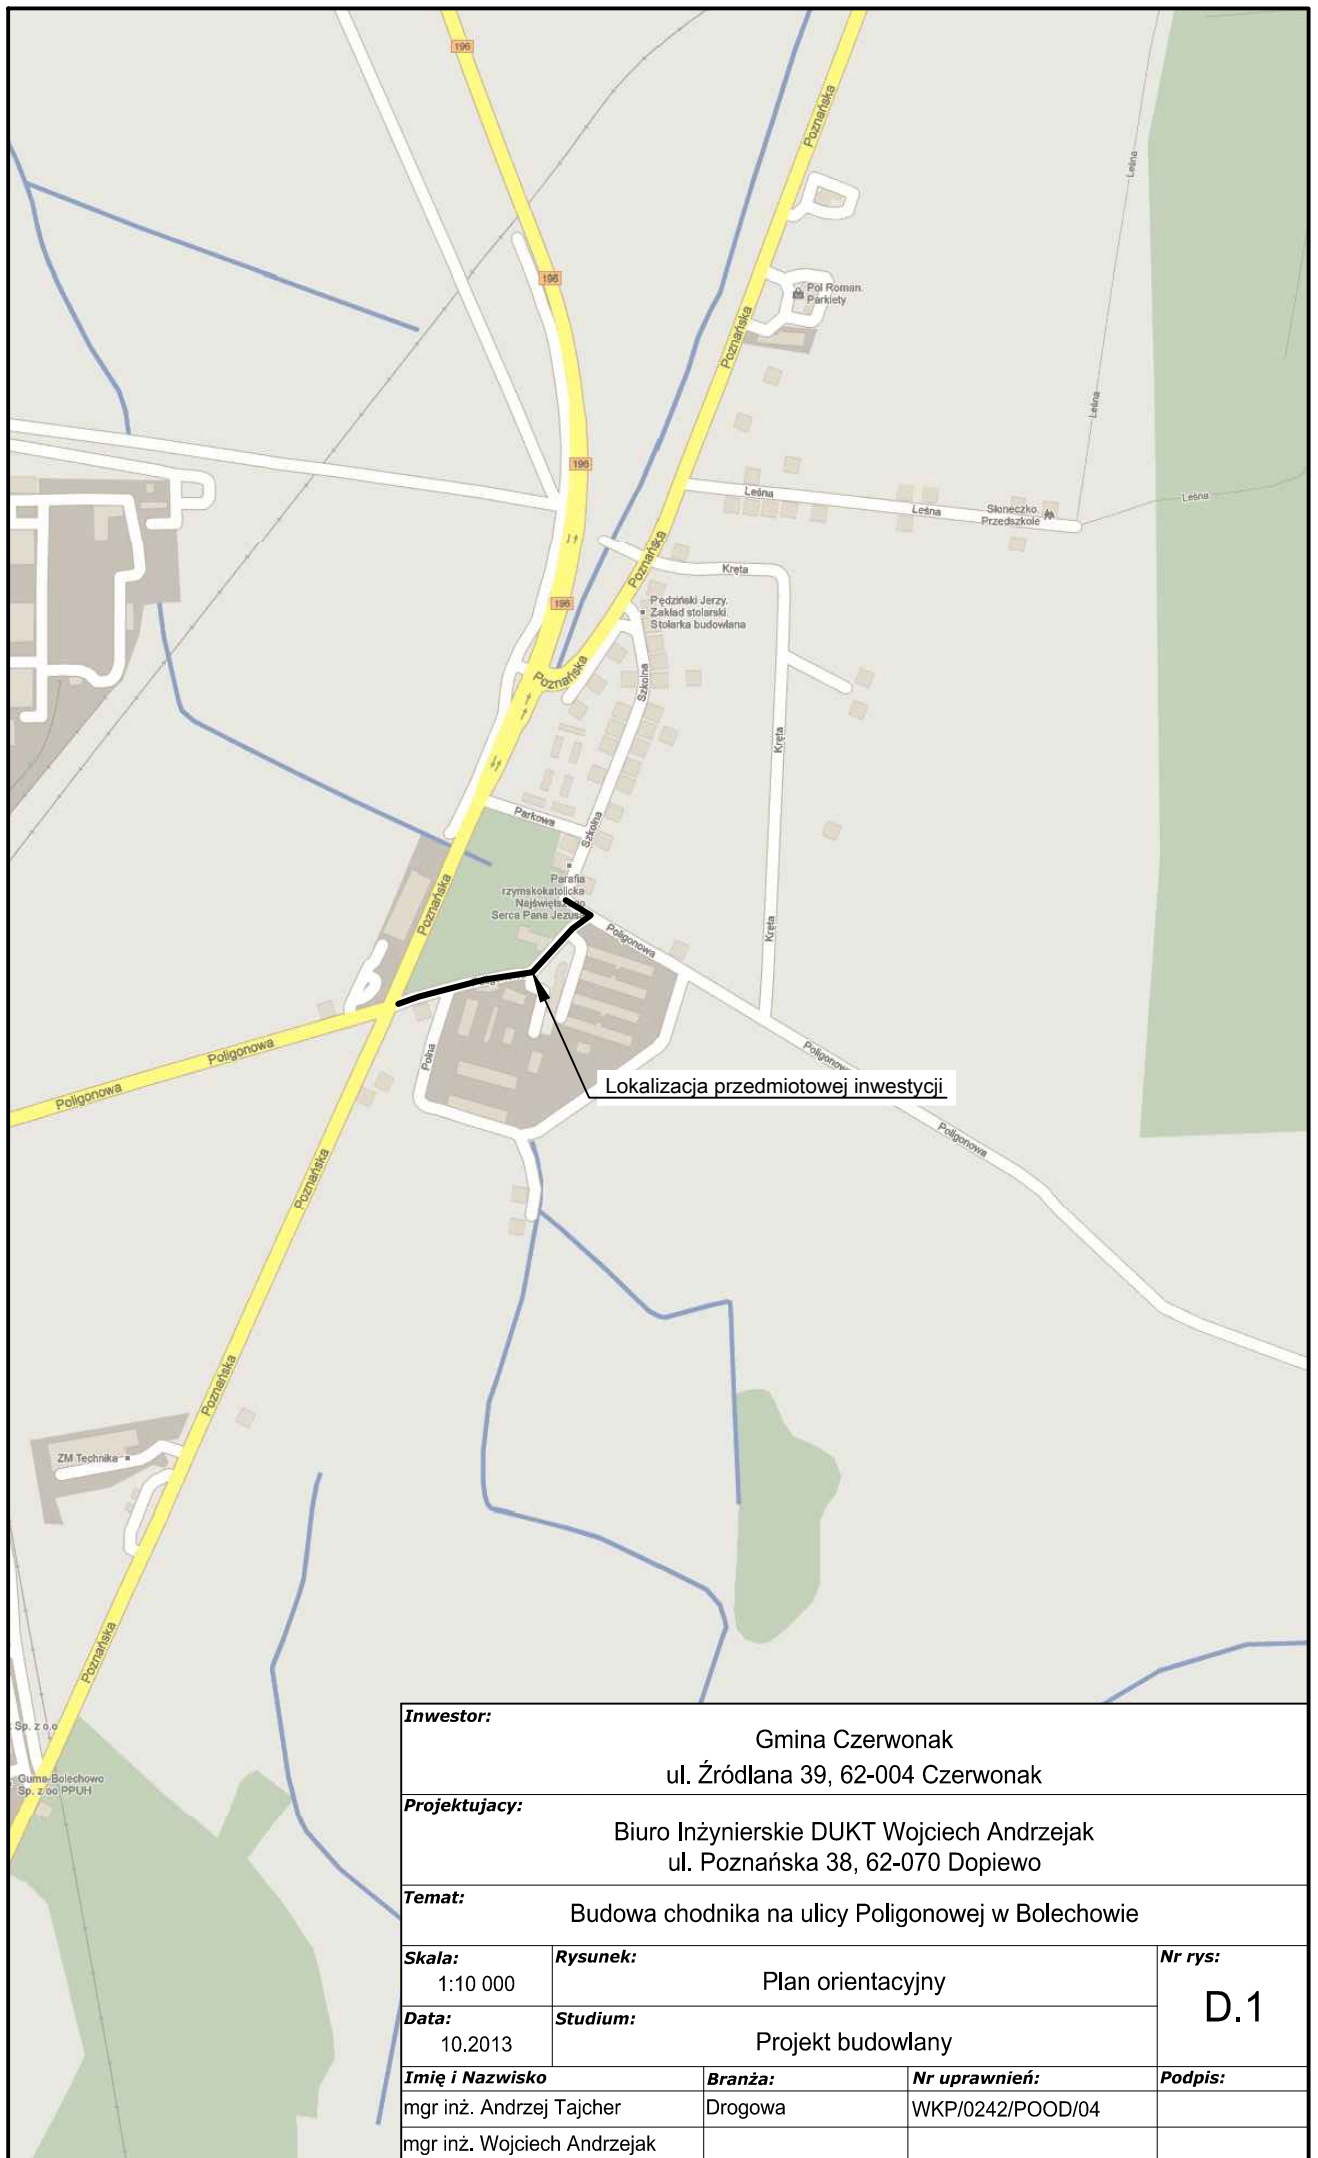 196
Poznańska
Leśna
196
Pol Roman.
Parkiety
Poznańska
Leśna
196
Leśna
Leśna
Leśna
Słoneczko
Przedszkole
Poznańska
Kręta
196
Pędziński Jerzy.
Zakład stolarski.
Stolarka budowlana
Poznańska
Szkolna
Kręta
Parkowa
Szkolna
Parafia
rzymskokatolicka
Serca Pana Jezusa
Poznańska
Poligonowa
Kręta
Poligonowa
Poligonowa
Polna
Poligonowa
Lokalizacja przedmiotowej inwestycji
Poligonowa
Poznańska
Poznańska
ZM Technika
Poznańska
Sp. z o.o
Guma-Bolechowo
Sp. z oo PPUH
Inwestor:
Gmina Czerwonak
ul. Źródlana 39, 62-004 Czerwonak
Projektujacy:
Biuro Inżynierskie DUKT Wojciech Andrzejak
ul. Poznańska 38, 62-070 Dopiewo
Temat:
Budowa chodnika na ulicy Poligonowej w Bolechowie
Skala:
1:10 000
Rysunek:
Plan orientacyjny
Nr rys:
D.1
Data:
10.2013
Studium:
Projekt budowlany
Imię i Nazwisko
Branża:
Nr uprawnień:
Podpis:
mgr inż. Andrzej Tajcher
Drogowa
WKP/0242/POOD/04
mgr inż. Wojciech Andrzejak